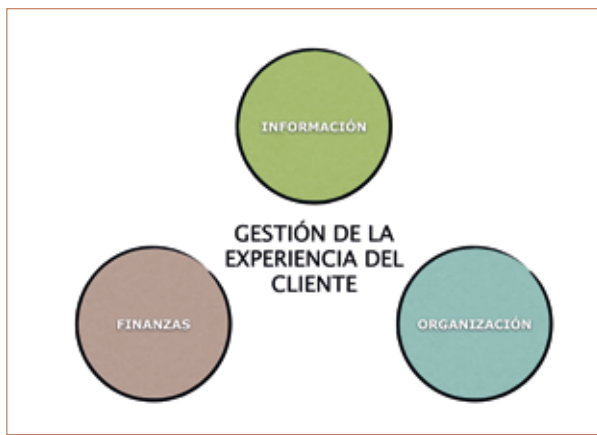 INFORMACIÓN
GESTIÓN DE LA
EXPERIENCIA DEL
CLIENTE
FINANZAS
ORGANIZACIÓN